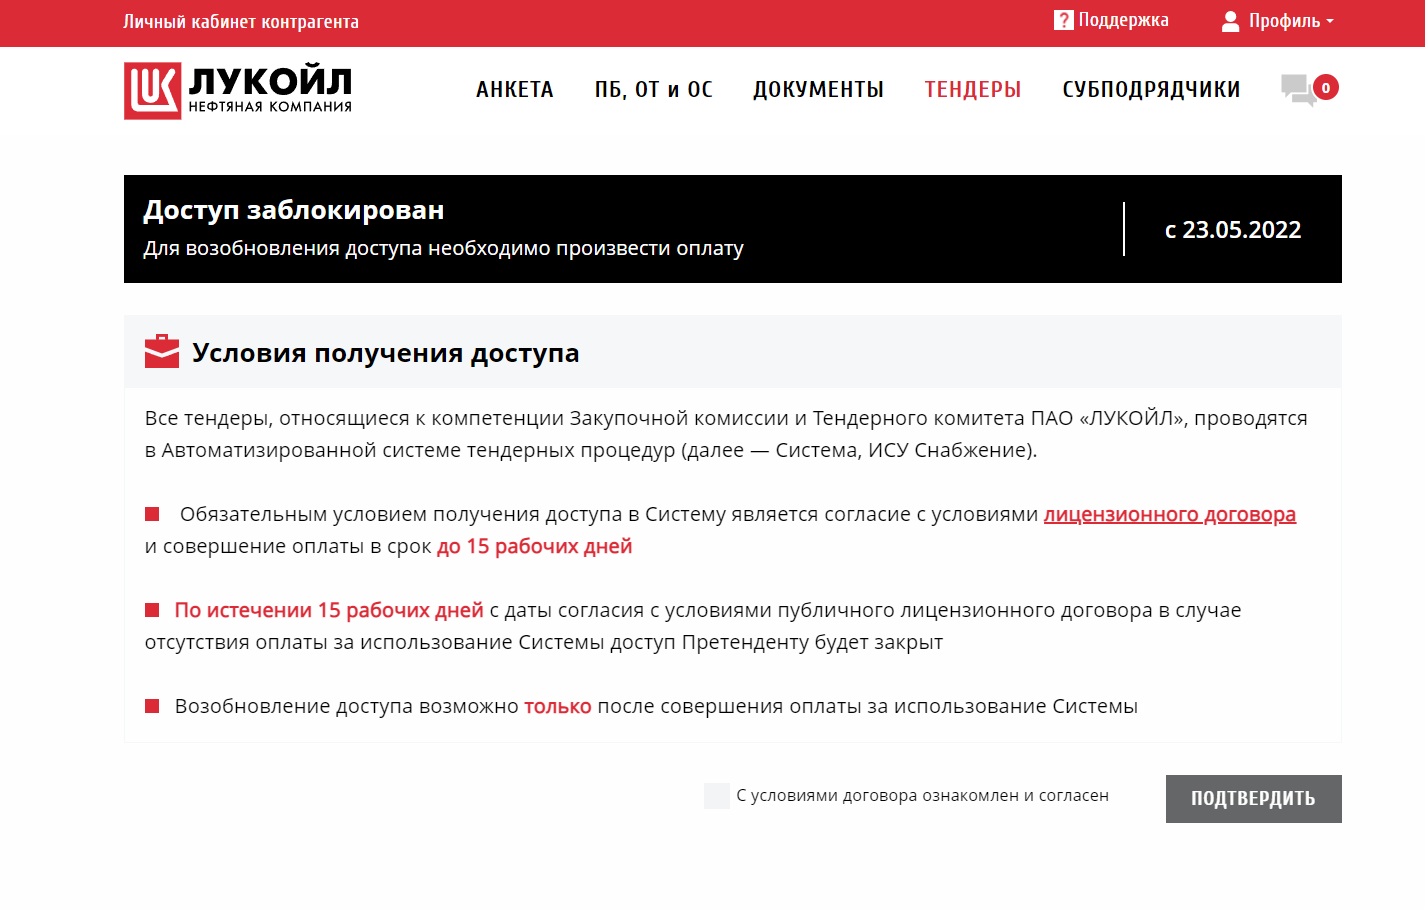 Личный кабинет контрагента
? Поддержка
Профиль
ЛУКОЙЛ
НЕФТЯНАЯ КОМПАНИЯ
АНКЕТА
ПБ, ОТ и ОС
ДОКУМЕНТЫ
ТЕНДЕРЫ
СУБПОДРЯДЧИКИ
0
Доступ заблокирован
Для возобновления доступа необходимо произвести оплату
с 23.05.2022
Условия получения доступа
Все тендеры, относящиеся к компетенции Закупочной комиссии и Тендерного комитета ПАО «ЛУКОЙЛ», проводятся
в Автоматизированной системе тендерных процедур (далее — Система, ИСУ Снабжение).
Обязательным условием получения доступа в Систему является согласие с условиями лицензионного договора
и совершение оплаты в срок до 15 рабочих дней
По истечении 15 рабочих дней с даты согласия с условиями публичного лицензионного договора в случае
отсутствия оплаты за использование Системы доступ Претенденту будет закрыт
Возобновление доступа возможно только после совершения оплаты за использование Системы
С условиями договора ознакомлен и согласен
ПОДТВЕРДИТЬ